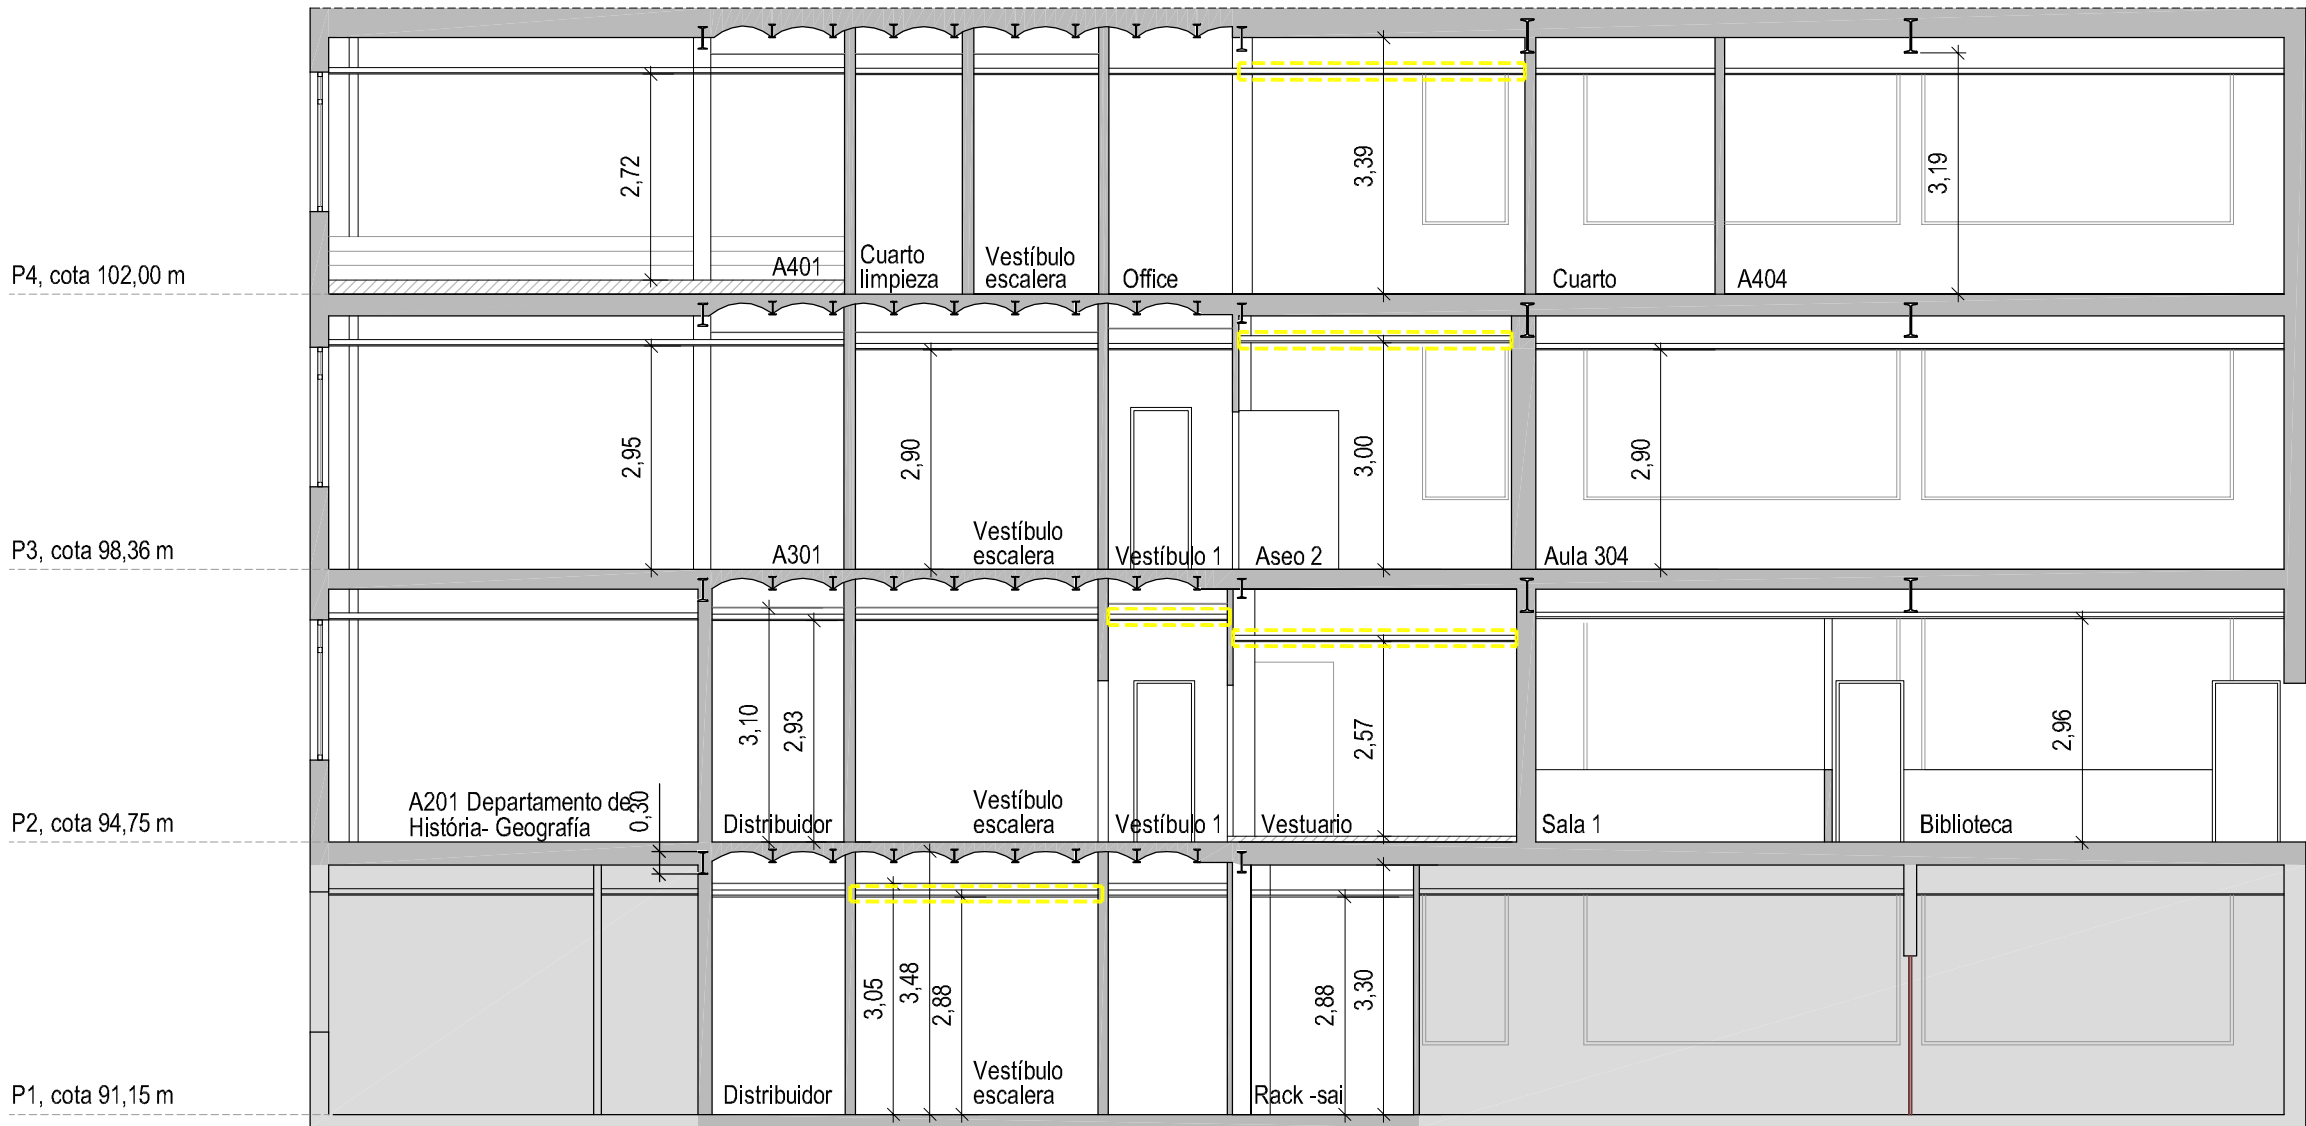 2,72
3,39
3,19
P4, cota 102,00 m
A401
Cuarto
limpieza
Vestíbulo
escalera
Office
Cuarto
A404
2,95
2,90
3,00
2,90
P3, cota 98,36 m
A301
Vestíbulo
escalera
Vestíbulo 1
Aseo 2
Aula 304
3,10
2,93
2,57
2,96
P2, cota 94,75 m
A201 Departamento de
História- Geografía
0,30
Distribuidor
Vestíbulo
escalera
Vestíbulo 1
Vestuario
Sala 1
Biblioteca
3,05
3,48
2,88
2,88
3,30
P1, cota 91,15 m
Distribuidor
Vestíbulo
escalera
Rack -sai